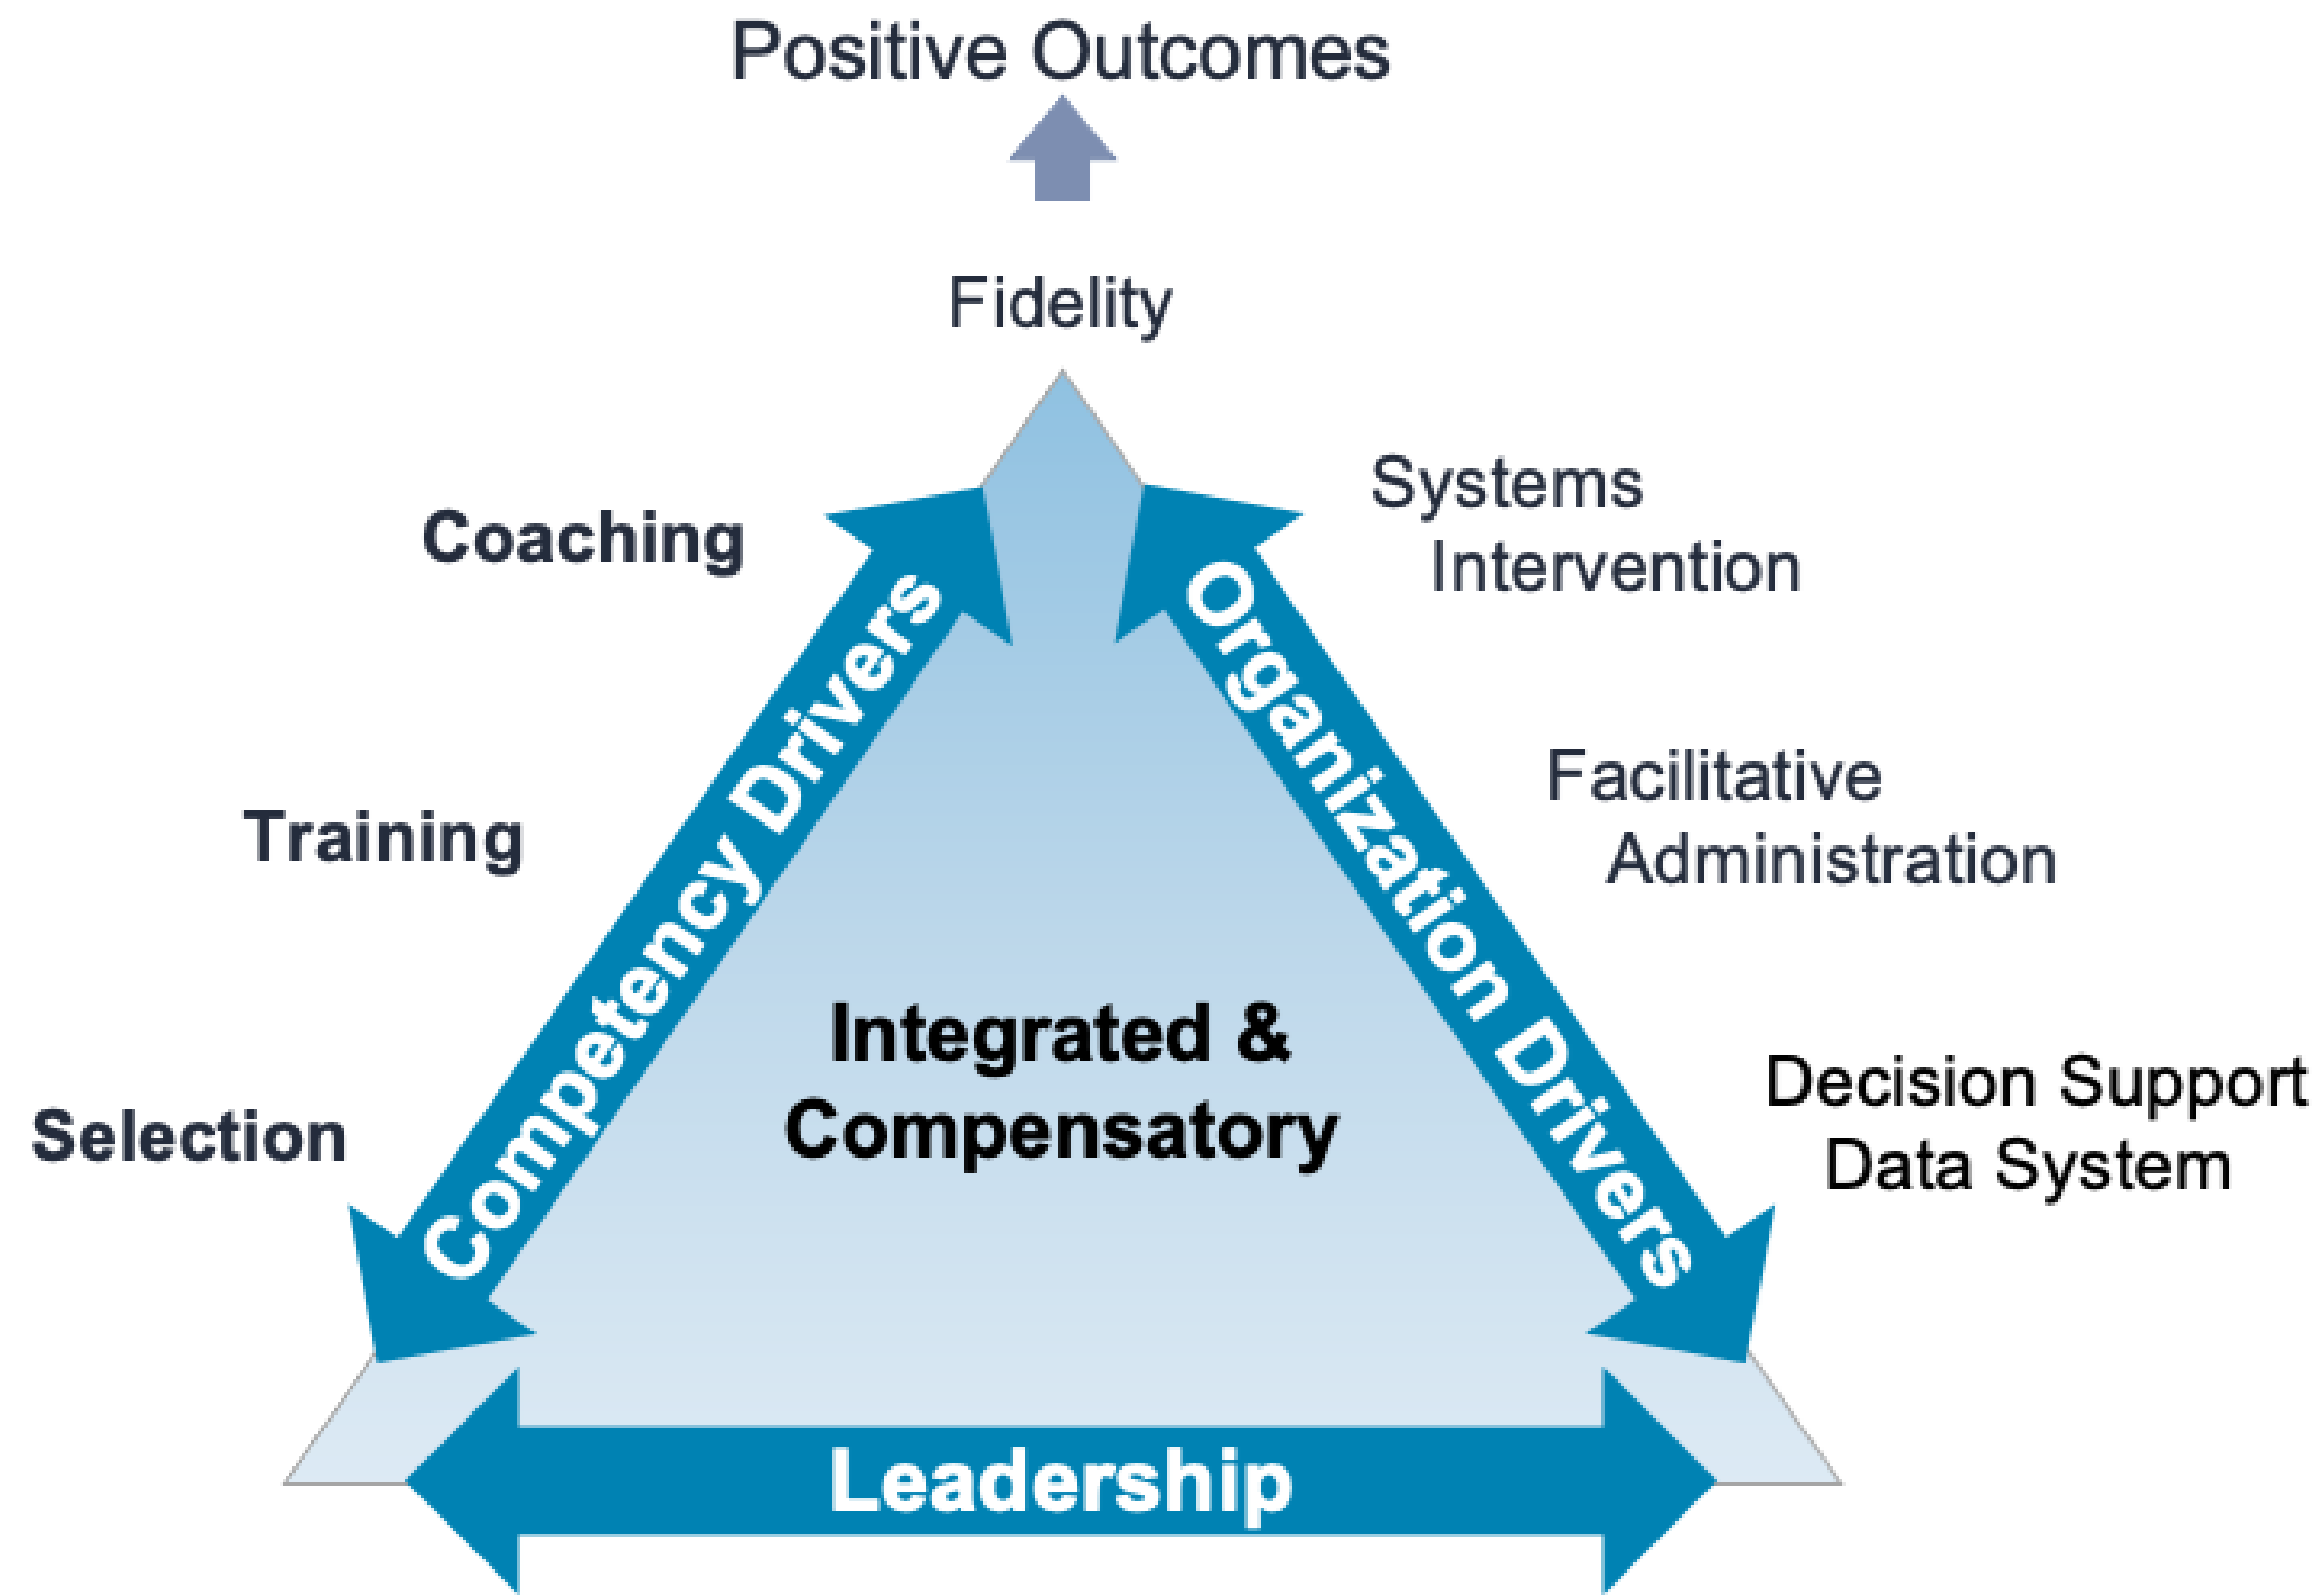 Positive Outcomes
Fidelity
Coaching
Training
Selection
Competency Drivers
Organization Drivers
Systems
Intervention
Facilitative
Administration
Decision Support
Data System
Integrated &
Compensatory
Leadership